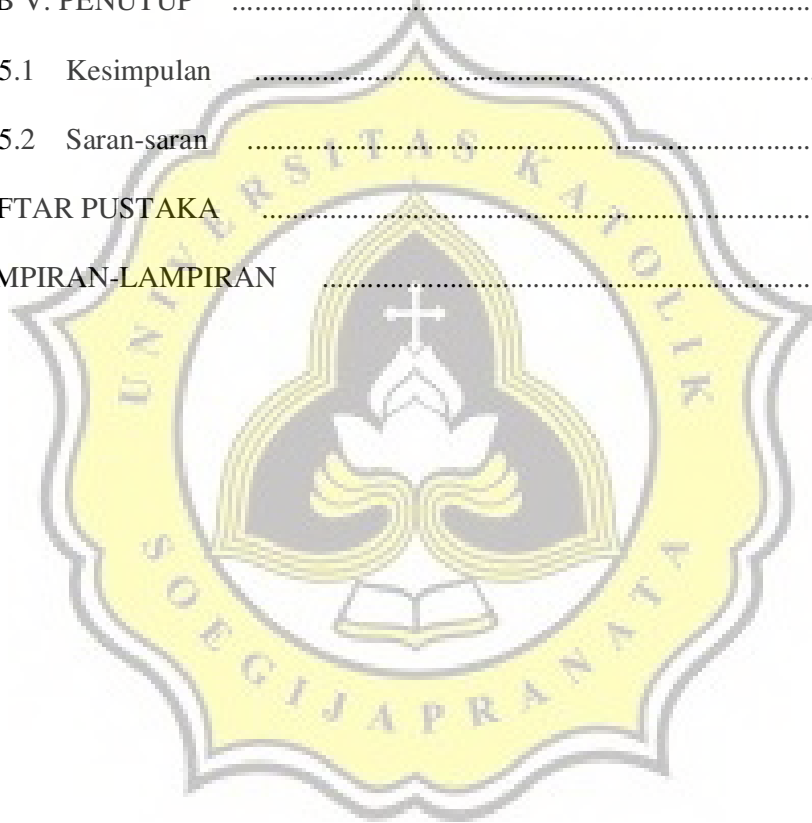 B V. PENUTUP ................................................................
5.1 Kesimpulan ................................................................
5.2 Saran-saran ................................................................
FTAR PUSTAKA ................................................................
MPIRAN-LAMPIRAN ................................................................
UNIVERSITAS KATOLIK
SOEGIJAPRANATA